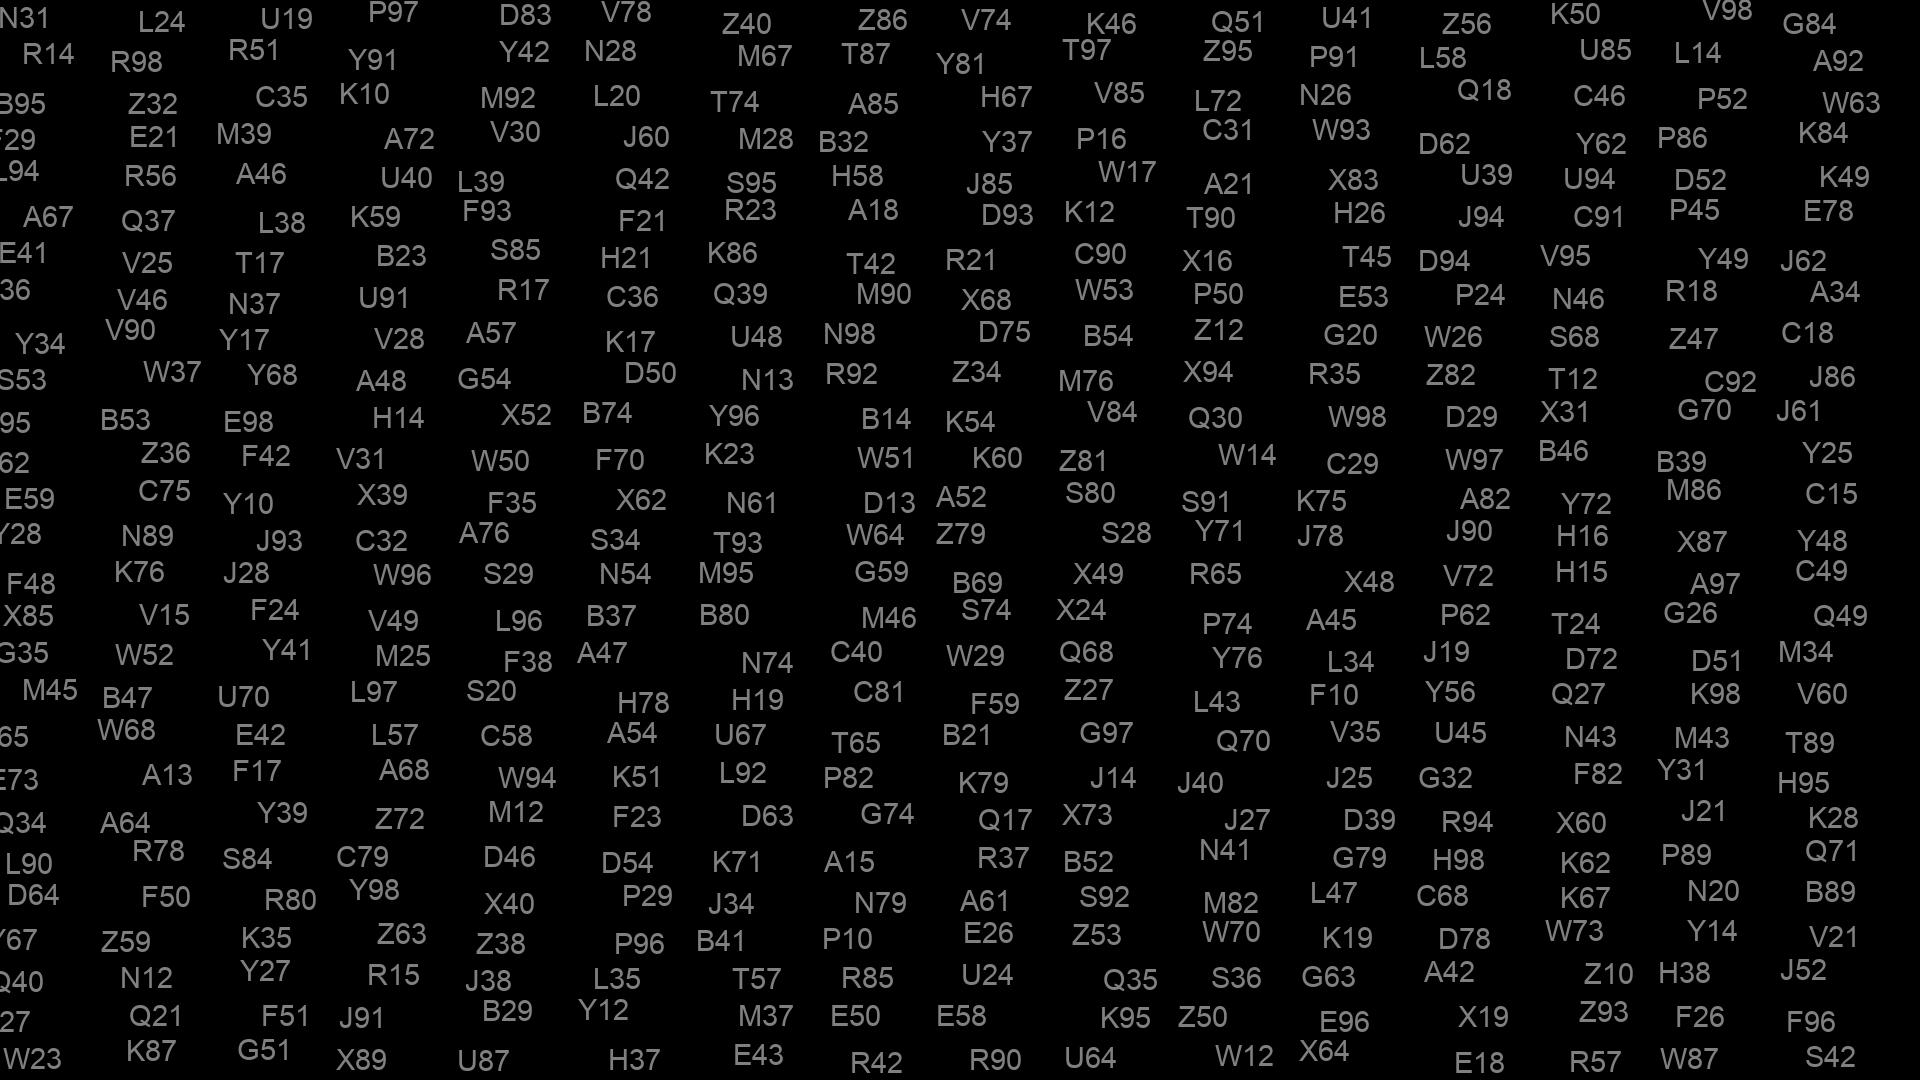 N31 L24 U19 P97 D83 V78 Z40 Z86 V74 K46 Q51 U41 Z56 K50 V98 G84
R14 R98 R51 Y91 Y42 N28 M67 T87 Y81 T97 Z95 P91 L58 U85 L14 A92
B95 Z32 C35 K10 M92 L20 T74 A85 H67 V85 L72 N26 Q18 C46 P52 W63
F29 E21 M39 A72 V30 J60 M28 B32 Y37 P16 C31 W93 D62 Y62 P86 K84
L94 R56 A46 U40 L39 Q42 S95 H58 J85 W17 A21 X83 U39 U94 D52 K49
A67 Q37 L38 K59 F93 F21 R23 A18 D93 K12 T90 H26 J94 C91 P45 E78
E41 V25 T17 B23 S85 H21 K86 T42 R21 C90 X16 T45 D94 V95 Y49 J62
36 V46 N37 U91 R17 C36 Q39 M90 X68 W53 P50 E53 P24 N46 R18 A34
Y34 V90 Y17 V28 A57 K17 U48 N98 D75 B54 Z12 G20 W26 S68 Z47 C18
S53 W37 Y68 A48 G54 D50 N13 R92 Z34 M76 X94 R35 Z82 T12 C92 J86
95 B53 E98 H14 X52 B74 Y96 B14 K54 V84 Q30 W98 D29 X31 G70 J61
62 Z36 F42 V31 W50 F70 K23 W51 K60 Z81 W14 C29 W97 B46 B39 Y25
E59 C75 Y10 X39 F35 X62 N61 D13 A52 S80 S91 K75 A82 Y72 M86 C15
Y28 N89 J93 C32 A76 S34 T93 W64 Z79 S28 Y71 J78 J90 H16 X87 Y48
F48 K76 J28 W96 S29 N54 M95 G59 B69 X49 R65 X48 V72 H15 A97 C49
X85 V15 F24 V49 L96 B37 B80 M46 S74 X24 P74 A45 P62 T24 G26 Q49
G35 W52 Y41 M25 F38 A47 N74 C40 W29 Q68 Y76 L34 J19 D72 D51 M34
M45 B47 U70 L97 S20 H78 H19 C81 F59 Z27 L43 F10 Y56 Q27 K98 V60
65 W68 E42 L57 C58 A54 U67 T65 B21 G97 Q70 V35 U45 N43 M43 T89
E73 A13 F17 A68 W94 K51 L92 P82 K79 J14 J40 J25 G32 F82 Y31 H95
Q34 A64 Y39 Z72 M12 F23 D63 G74 Q17 X73 J27 D39 R94 X60 J21 K28
L90 R78 S84 C79 D46 D54 K71 A15 R37 B52 N41 G79 H98 K62 P89 Q71
D64 F50 R80 Y98 X40 P29 J34 N79 A61 S92 M82 L47 C68 K67 N20 B89
Y67 Z59 K35 Z63 Z38 P96 B41 P10 E26 Z53 W70 K19 D78 W73 Y14 V21
Q40 N12 Y27 R15 J38 L35 T57 R85 U24 Q35 S36 G63 A42 Z10 H38 J52
27 Q21 F51 J91 B29 Y12 M37 E50 E58 K95 Z50 E96 X19 Z93 F26 F96
W23 K87 G51 X89 U87 H37 E43 R42 R90 U64 W12 X64 E18 R57 W87 S42